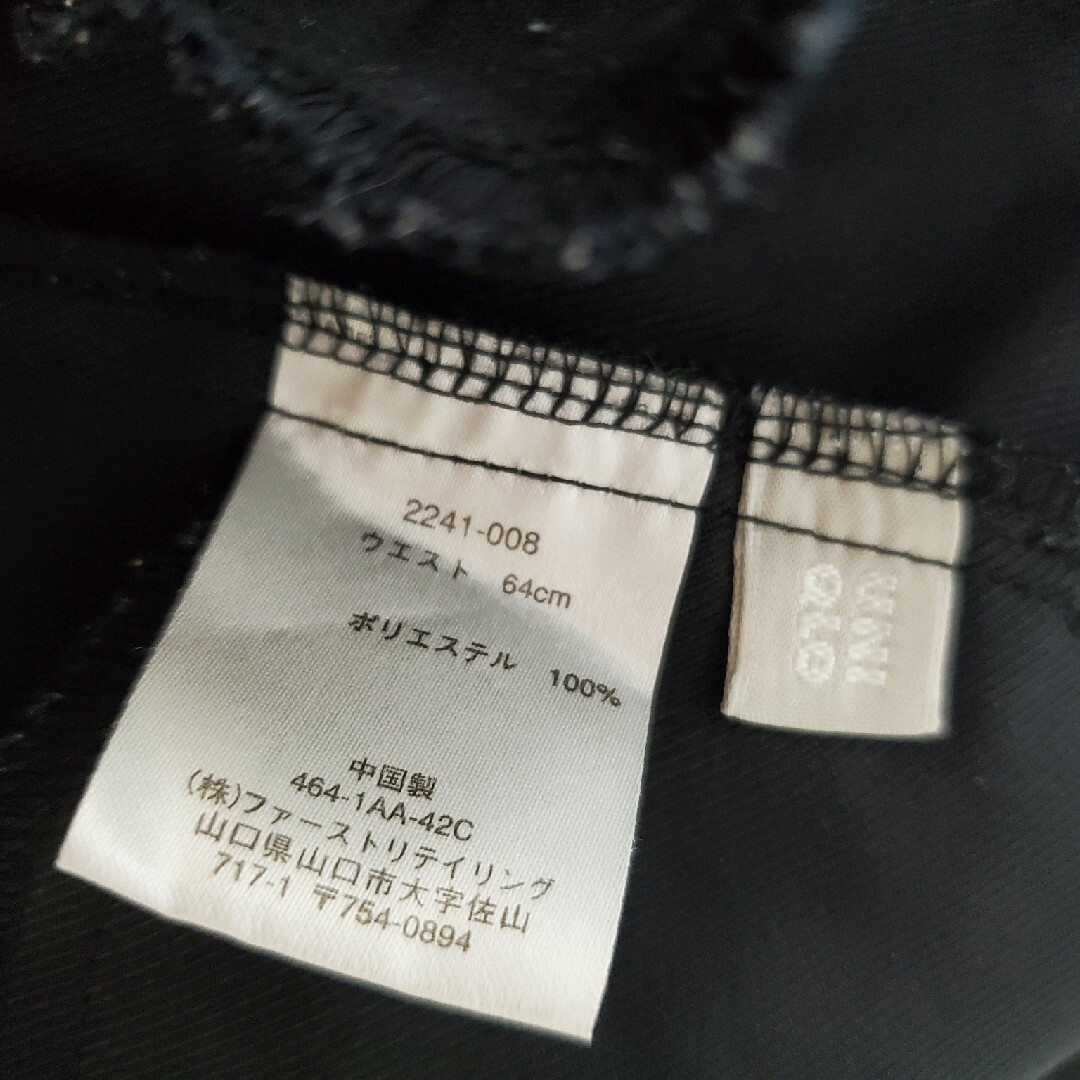 2241-008
ウエスト 64cm
ポリエステル 100%
中国製
464-1AA-42C
(株)ファーストリテイリング
山口県山口市大字佐山
717-1 〒754-0894